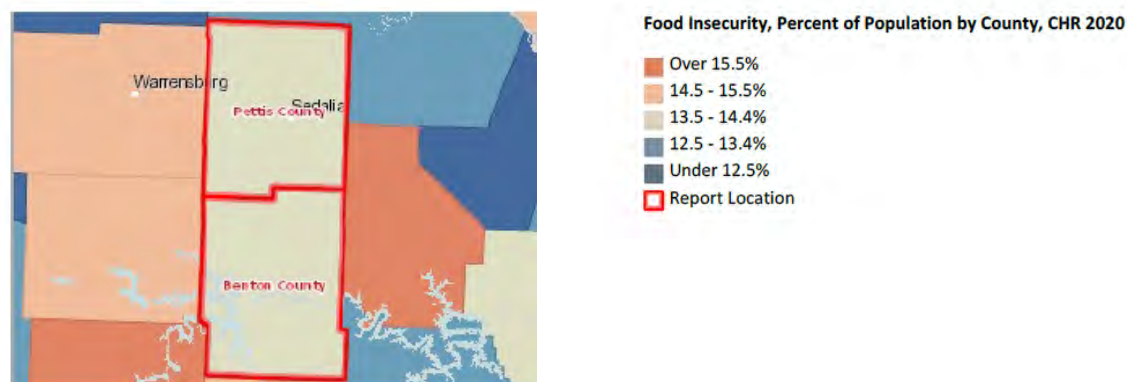 Warrensburg
Sedalia
Pettis County
Benton County
Food Insecurity, Percent of Population by County, CHR 2020
Over 15.5%
14.5 - 15.5%
13.5 - 14.4%
12.5 - 13.4%
Under 12.5%
Report Location